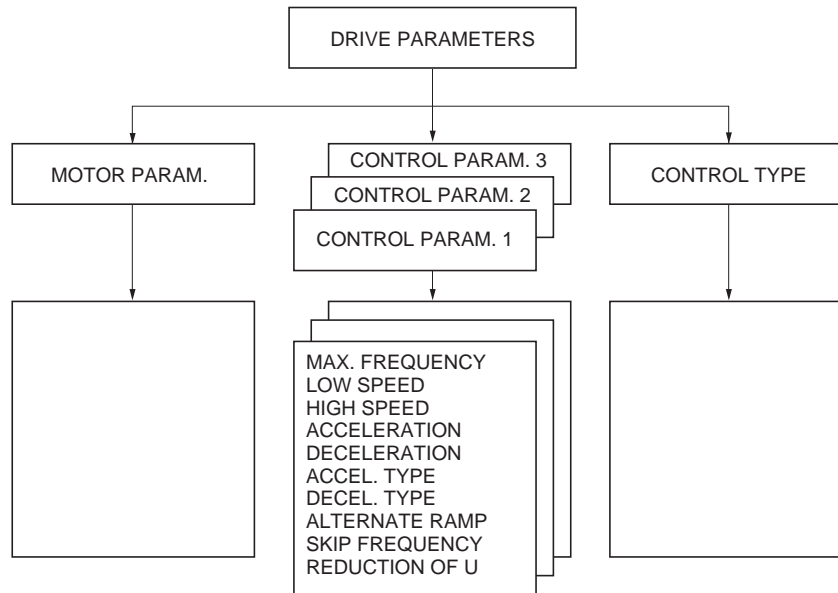 DRIVE PARAMETERS
MOTOR PARAM.
CONTROL PARAM. 3
CONTROL PARAM. 2
CONTROL PARAM. 1
CONTROL TYPE
MAX. FREQUENCY
LOW SPEED
HIGH SPEED
ACCELERATION
DECELERATION
ACCEL. TYPE
DECEL. TYPE
ALTERNATE RAMP
SKIP FREQUENCY
REDUCTION OF U